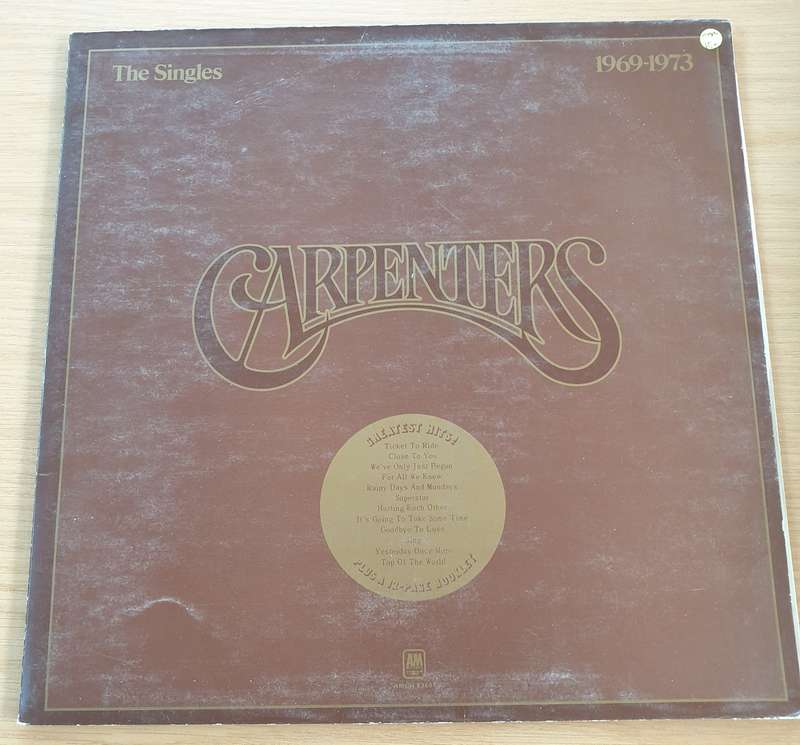 The Singles
1969-1973
CARPENTERS
GREATEST HITS!
Ticket To Ride
Close To You
We've Only Just Begun
For All We Know
Rainy Days And Mondays
Superstar
Hurting Each Other
It's Going To Take Some Time
Goodbye To Love
Sing
Yesterday Once More
Top Of The World
PLUS A 12-PAGE BOOKLET
AM